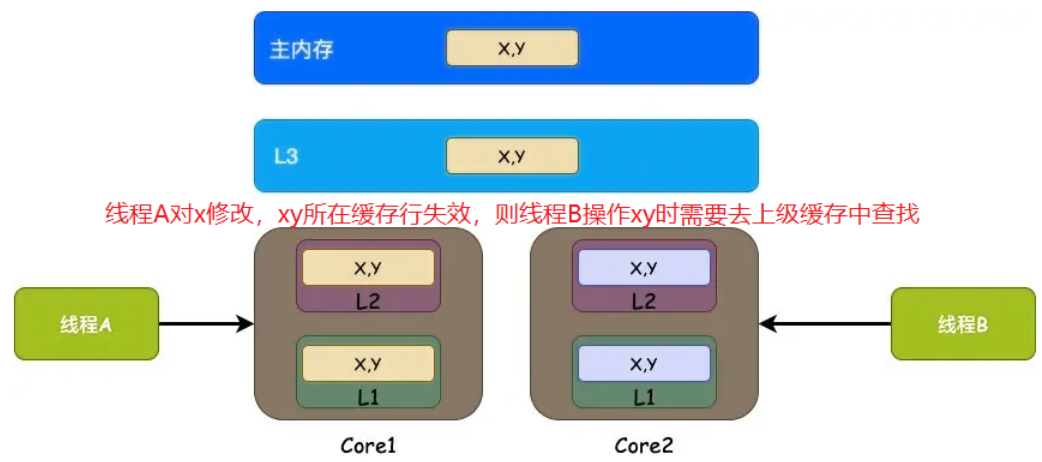 主内存
X,Y
L3
X,Y
线程A对x修改，xy所在缓存行失效，则线程B操作xy时需要去上级缓存中查找
X,Y
L2
X,Y
L2
线程A
线程B
X,Y
L1
X,Y
L1
Core1
Core2